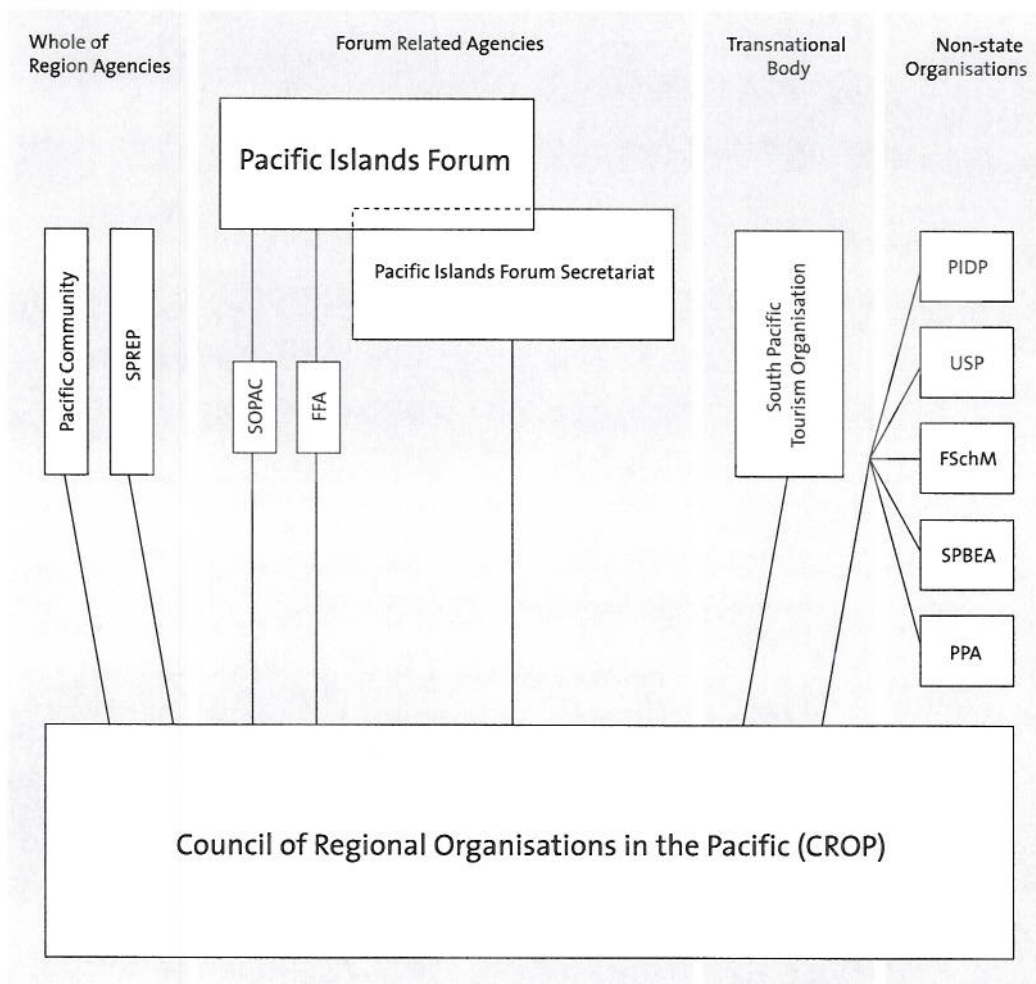 Whole of
Region Agencies
Forum Related Agencies
Transnational
Body
Non-state
Organisations
Pacific Islands Forum
Pacific Islands Forum Secretariat
Pacific Community
SPREP
SOPAC
FFA
South Pacific
Tourism Organisation
PIDP
USP
FSchM
SPBEA
PPA
Council of Regional Organisations in the Pacific (CROP)